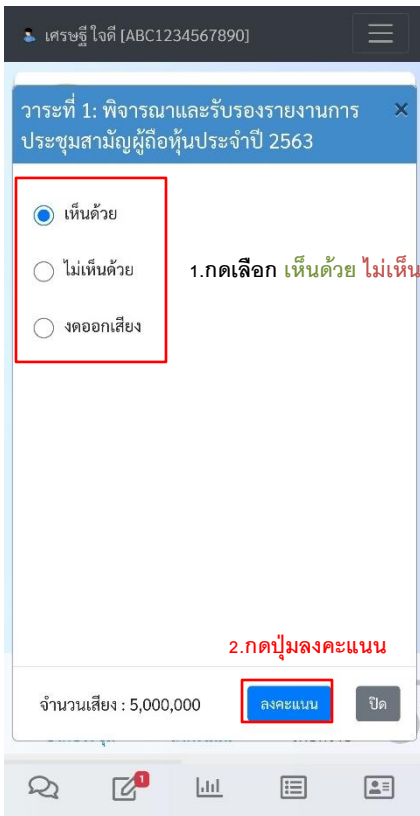 เศรษฐี ใจดี [ABC1234567890]
วาระที่ 1: พิจารณาและรับรองรายงานการ ×
ประชุมสามัญผู้ถือหุ้นประจำปี 2563
เห็นด้วย
ไม่เห็นด้วย
1.กดเลือก เห็นด้วย ไม่เห็น
งดออกเสียง
2.กดปุ่มลงคะแนน
จำนวนเสียง : 5,000,000 ลงคะแนน ปิด
1